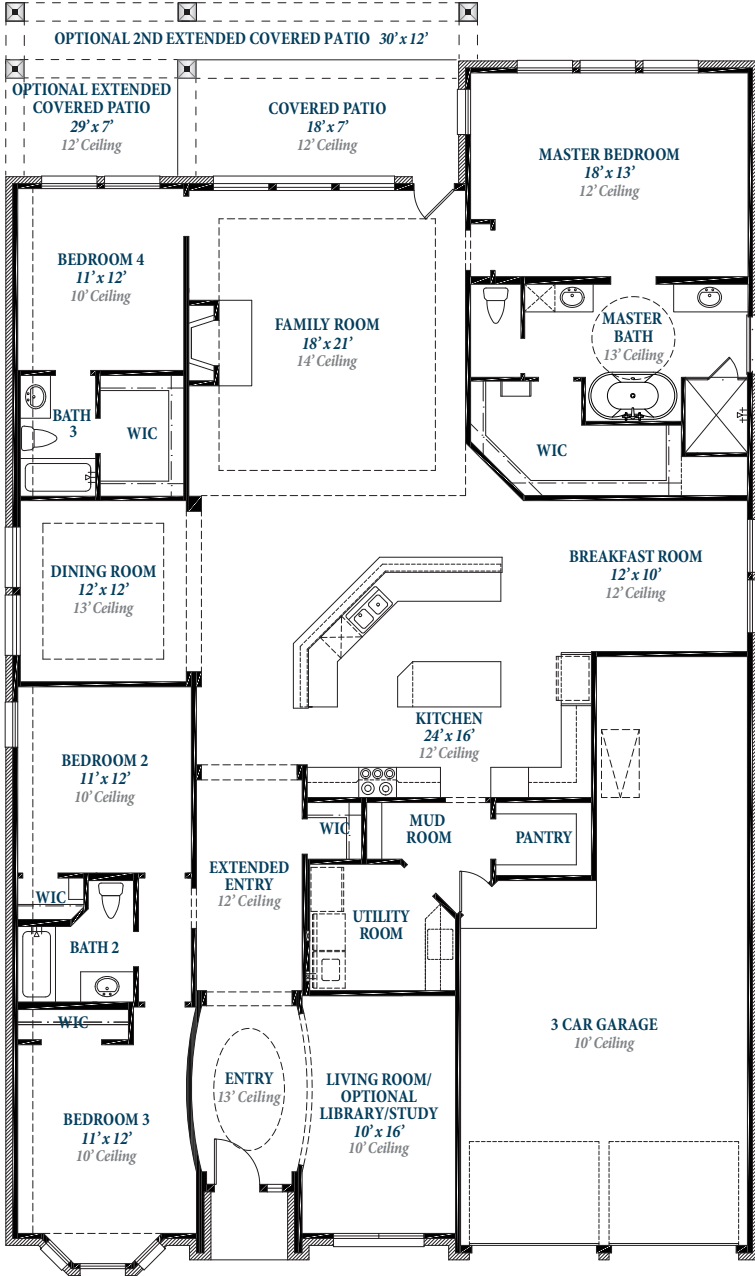 OPTIONAL 2ND EXTENDED COVERED PATIO 30' x 12'
OPTIONAL EXTENDED
COVERED PATIO
29' x 7'
12' Ceiling
COVERED PATIO
18' x 7'
12' Ceiling
MASTER BEDROOM
18' x 13'
12' Ceiling
BEDROOM 4
11' x 12'
10' Ceiling
FAMILY ROOM
18' x 21'
14' Ceiling
MASTER
BATH
13' Ceiling
BATH
3
WIC
WIC
DINING ROOM
12' x 12'
13' Ceiling
BREAKFAST ROOM
12' x 10'
12' Ceiling
KITCHEN
24' x 16'
12' Ceiling
BEDROOM 2
11' x 12'
10' Ceiling
WIC
MUD
ROOM
PANTRY
EXTENDED
ENTRY
12' Ceiling
WIC
UTILITY
ROOM
BATH 2
WIC
3 CAR GARAGE
10' Ceiling
ENTRY
13' Ceiling
LIVING ROOM/
OPTIONAL
LIBRARY/STUDY
10' x 16'
10' Ceiling
BEDROOM 3
11' x 12'
10' Ceiling